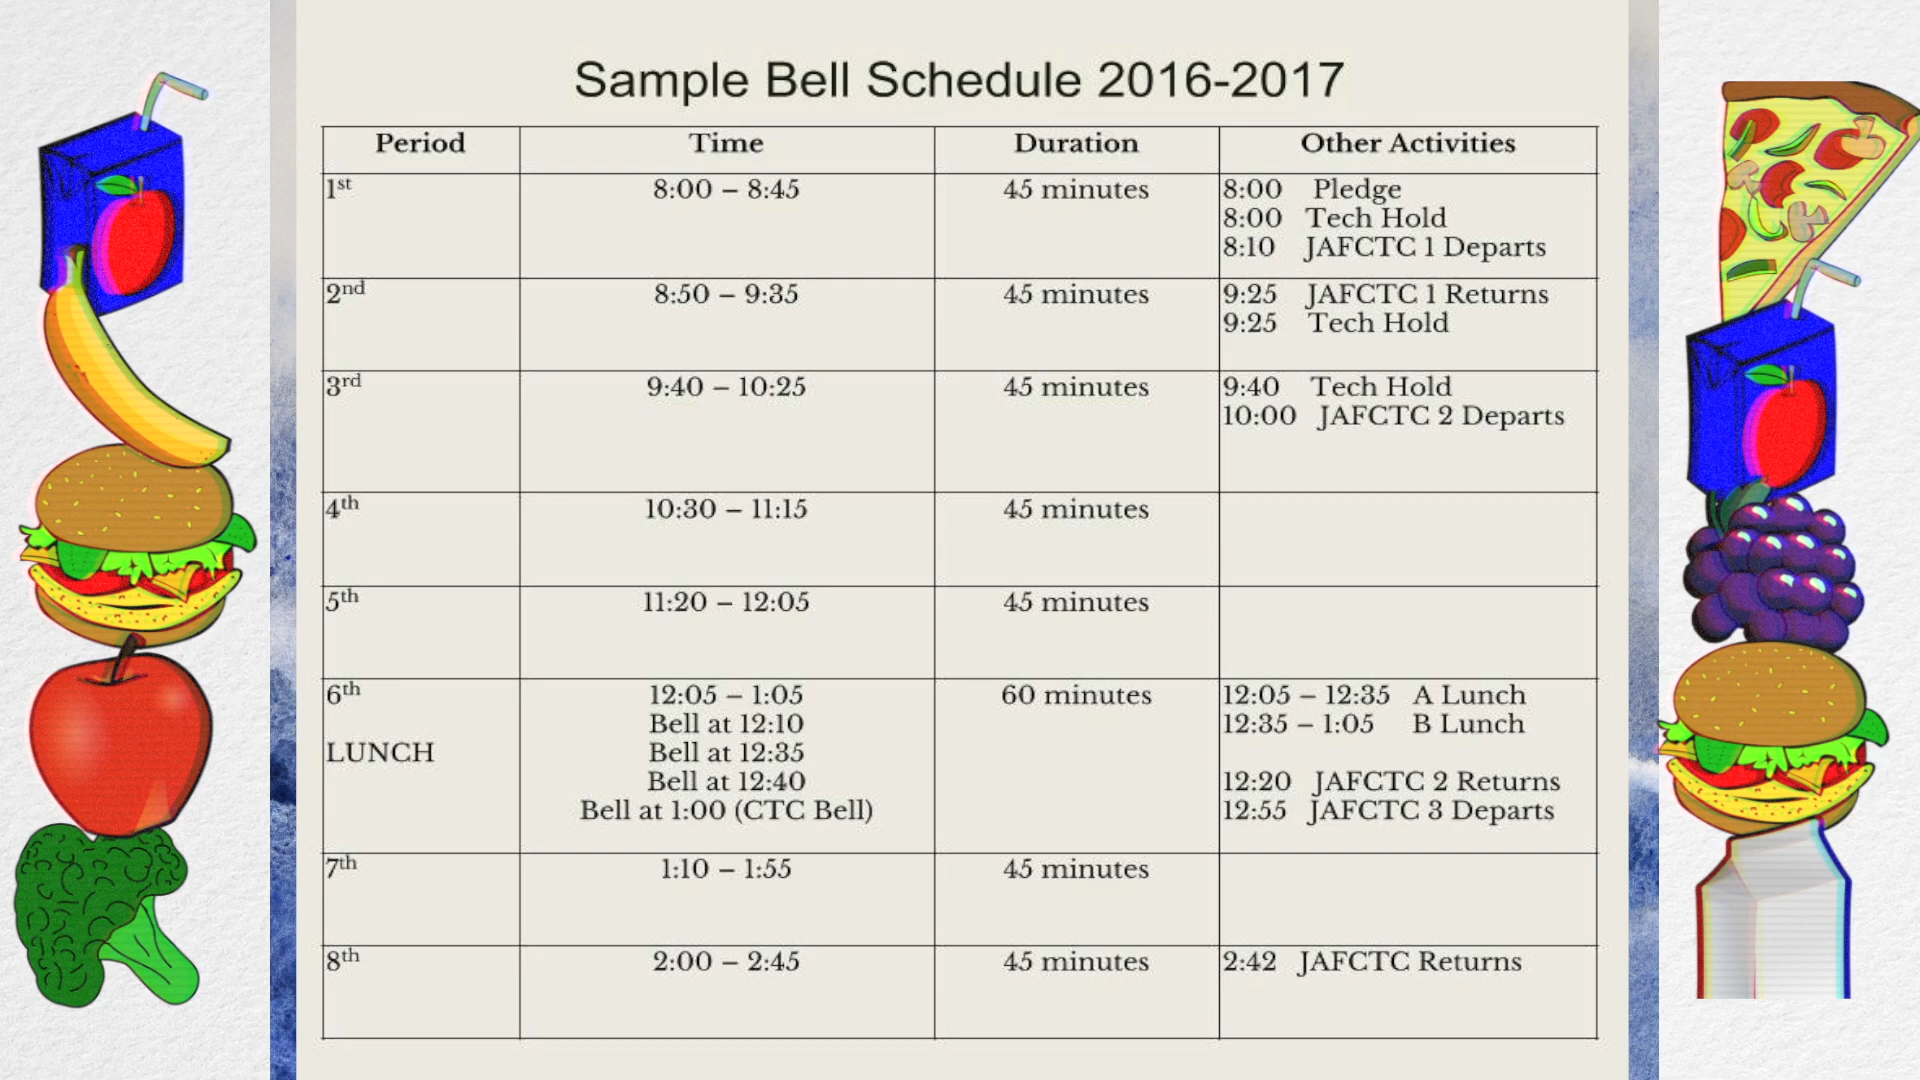 Sample Bell Schedule 2016-2017
Period Time Duration Other Activities
1st 8:00 – 8:45 45 minutes 8:00 Pledge
8:00 Tech Hold
8:10 JAFCTC 1 Departs
2nd 8:50 – 9:35 45 minutes 9:25 JAFCTC 1 Returns
9:25 Tech Hold
3rd 9:40 – 10:25 45 minutes 9:40 Tech Hold
10:00 JAFCTC 2 Departs
4th 10:30 – 11:15 45 minutes
5th 11:20 – 12:05 45 minutes
6th 12:05 – 1:05 60 minutes 12:05 – 12:35 A Lunch
Bell at 12:10 12:35 – 1:05 B Lunch
LUNCH Bell at 12:35
Bell at 12:40 12:20 JAFCTC 2 Returns
Bell at 1:00 (CTC Bell) 12:55 JAFCTC 3 Departs
7th 1:10 – 1:55 45 minutes
8th 2:00 – 2:45 45 minutes 2:42 JAFCTC Returns